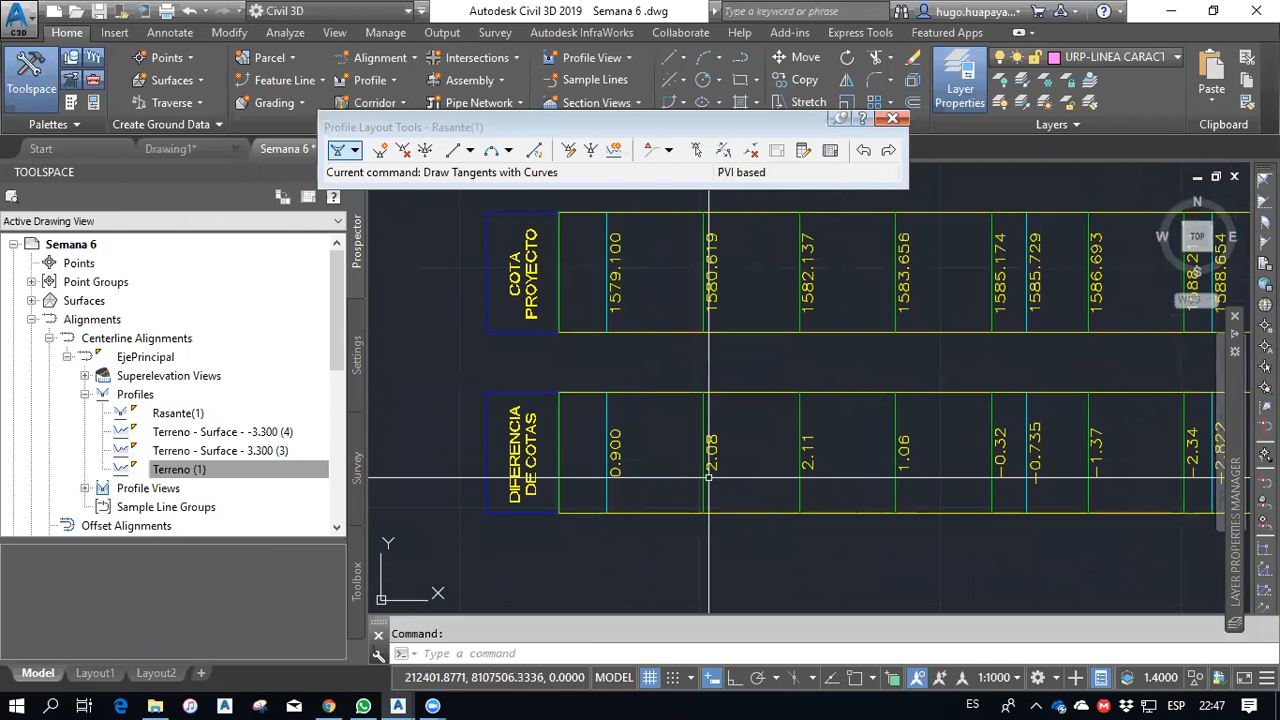 C3D
Civil 3D
Autodesk Civil 3D 2019 Semana 6.dwg
Type a keyword or phrase
hugo.huapaya...
Home Insert Annotate Modify Analyze View Manage Output Survey Autodesk InfraWorks Collaborate Help Add-ins Express Tools Featured Apps
Toolspace
Parcel
Feature Line
Grading
Points
Surfaces
Traverse
Alignment
Profile
Corridor
Intersections
Assembly
Pipe Network
Profile View
Sample Lines
Section Views
Move
Copy
Stretch
Layer
Properties
URP-LINEA CARACT
Paste
Palettes
Create Ground Data
Layers
Clipboard
Start
Drawing1*
Semana 6*
Profile Layout Tools - Rasante(1)
Current command: Draw Tangents with Curves
PVI based
TOOLSPACE
Active Drawing View
Semana 6
Points
Point Groups
Surfaces
Alignments
Centerline Alignments
EjePrincipal
Superelevation Views
Profiles
Rasante(1)
Terreno - Surface - -3.300 (4)
Terreno - Surface - 3.300 (3)
Terreno (1)
Profile Views
Sample Line Groups
Offset Alignments
Prospector
Settings
Survey
Toolbox
COTA
PROYECTO
1579.100
1580.619
1582.137
1583.656
1585.174
1585.729
1586.693
1588.654
DIFERENCIA
DE COTAS
0.900
2.08
2.11
1.06
-0.32
-0.735
-1.37
-2.34
N
W
TOP
E
S
Y
X
LAYER PROPERTIES MANAGER
Command:
Type a command
Model Layout1 Layout2 +
212401.8771, 8107506.3336, 0.0000 MODEL
1:1000
1.4000
ES
ESP
22:47